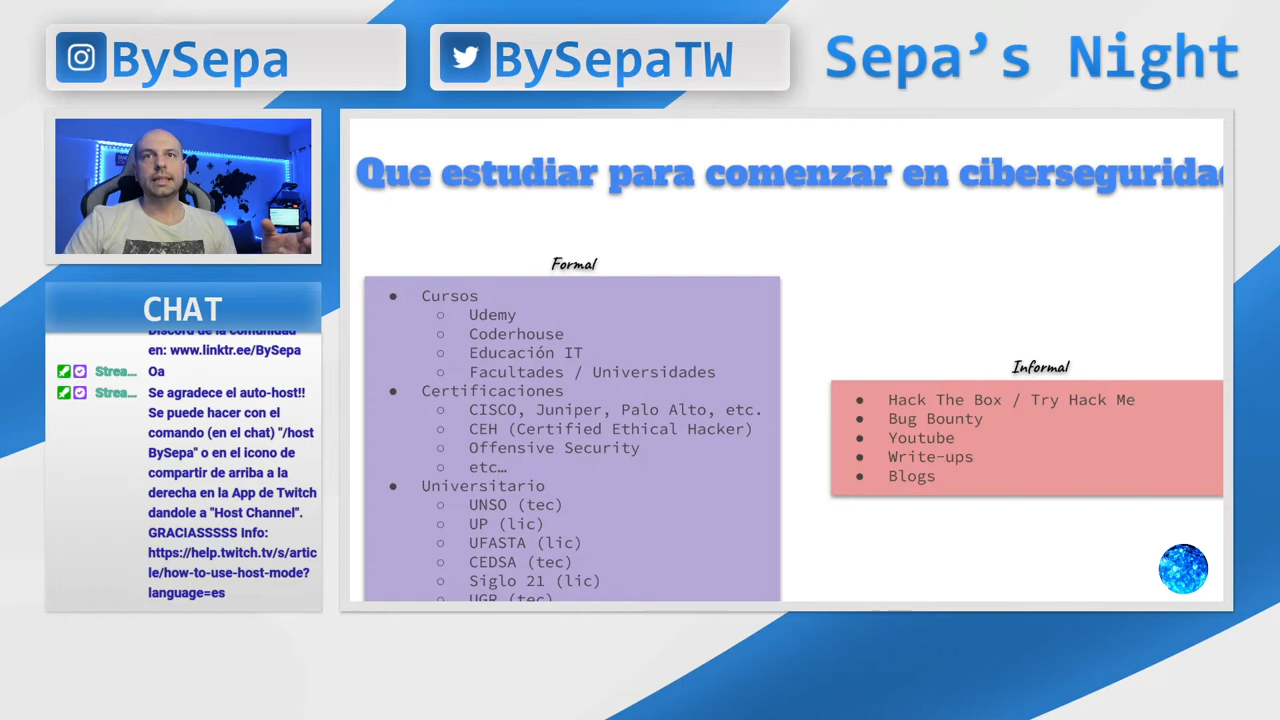 BySepa
BySepaTW
Sepa's Night
CHAT
Discord de la comunidad
en: www.linktr.ee/BySepa
Strea... Oa
Strea... Se agradece el auto-host!!
Se puede hacer con el
comando (en el chat) "/host
BySepa" o en el icono de
compartir de arriba a la
derecha en la App de Twitch
dandole a "Host Channel".
GRACIASSSSS Info:
https://help.twitch.tv/s/artic
le/how-to-use-host-mode?
language=es
Que estudiar para comenzar en ciberseguridad
Formal
Cursos
Udemy
Coderhouse
Educación IT
Facultades / Universidades
Certificaciones
CISCO, Juniper, Palo Alto, etc.
CEH (Certified Ethical Hacker)
Offensive Security
etc…
Universitario
UNSO (tec)
UP (lic)
UFASTA (lic)
CEDSA (tec)
Siglo 21 (lic)
UGR (tec)
Informal
Hack The Box / Try Hack Me
Bug Bounty
Youtube
Write-ups
Blogs